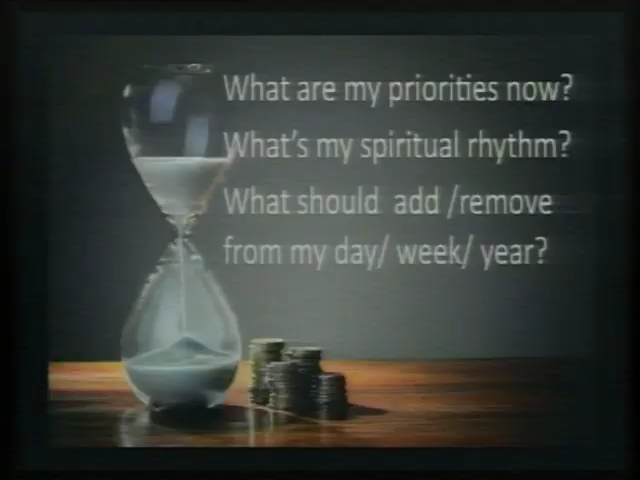 What are my priorities now?
What's my spiritual rhythm?
What should add /remove
from my day/ week/ year?